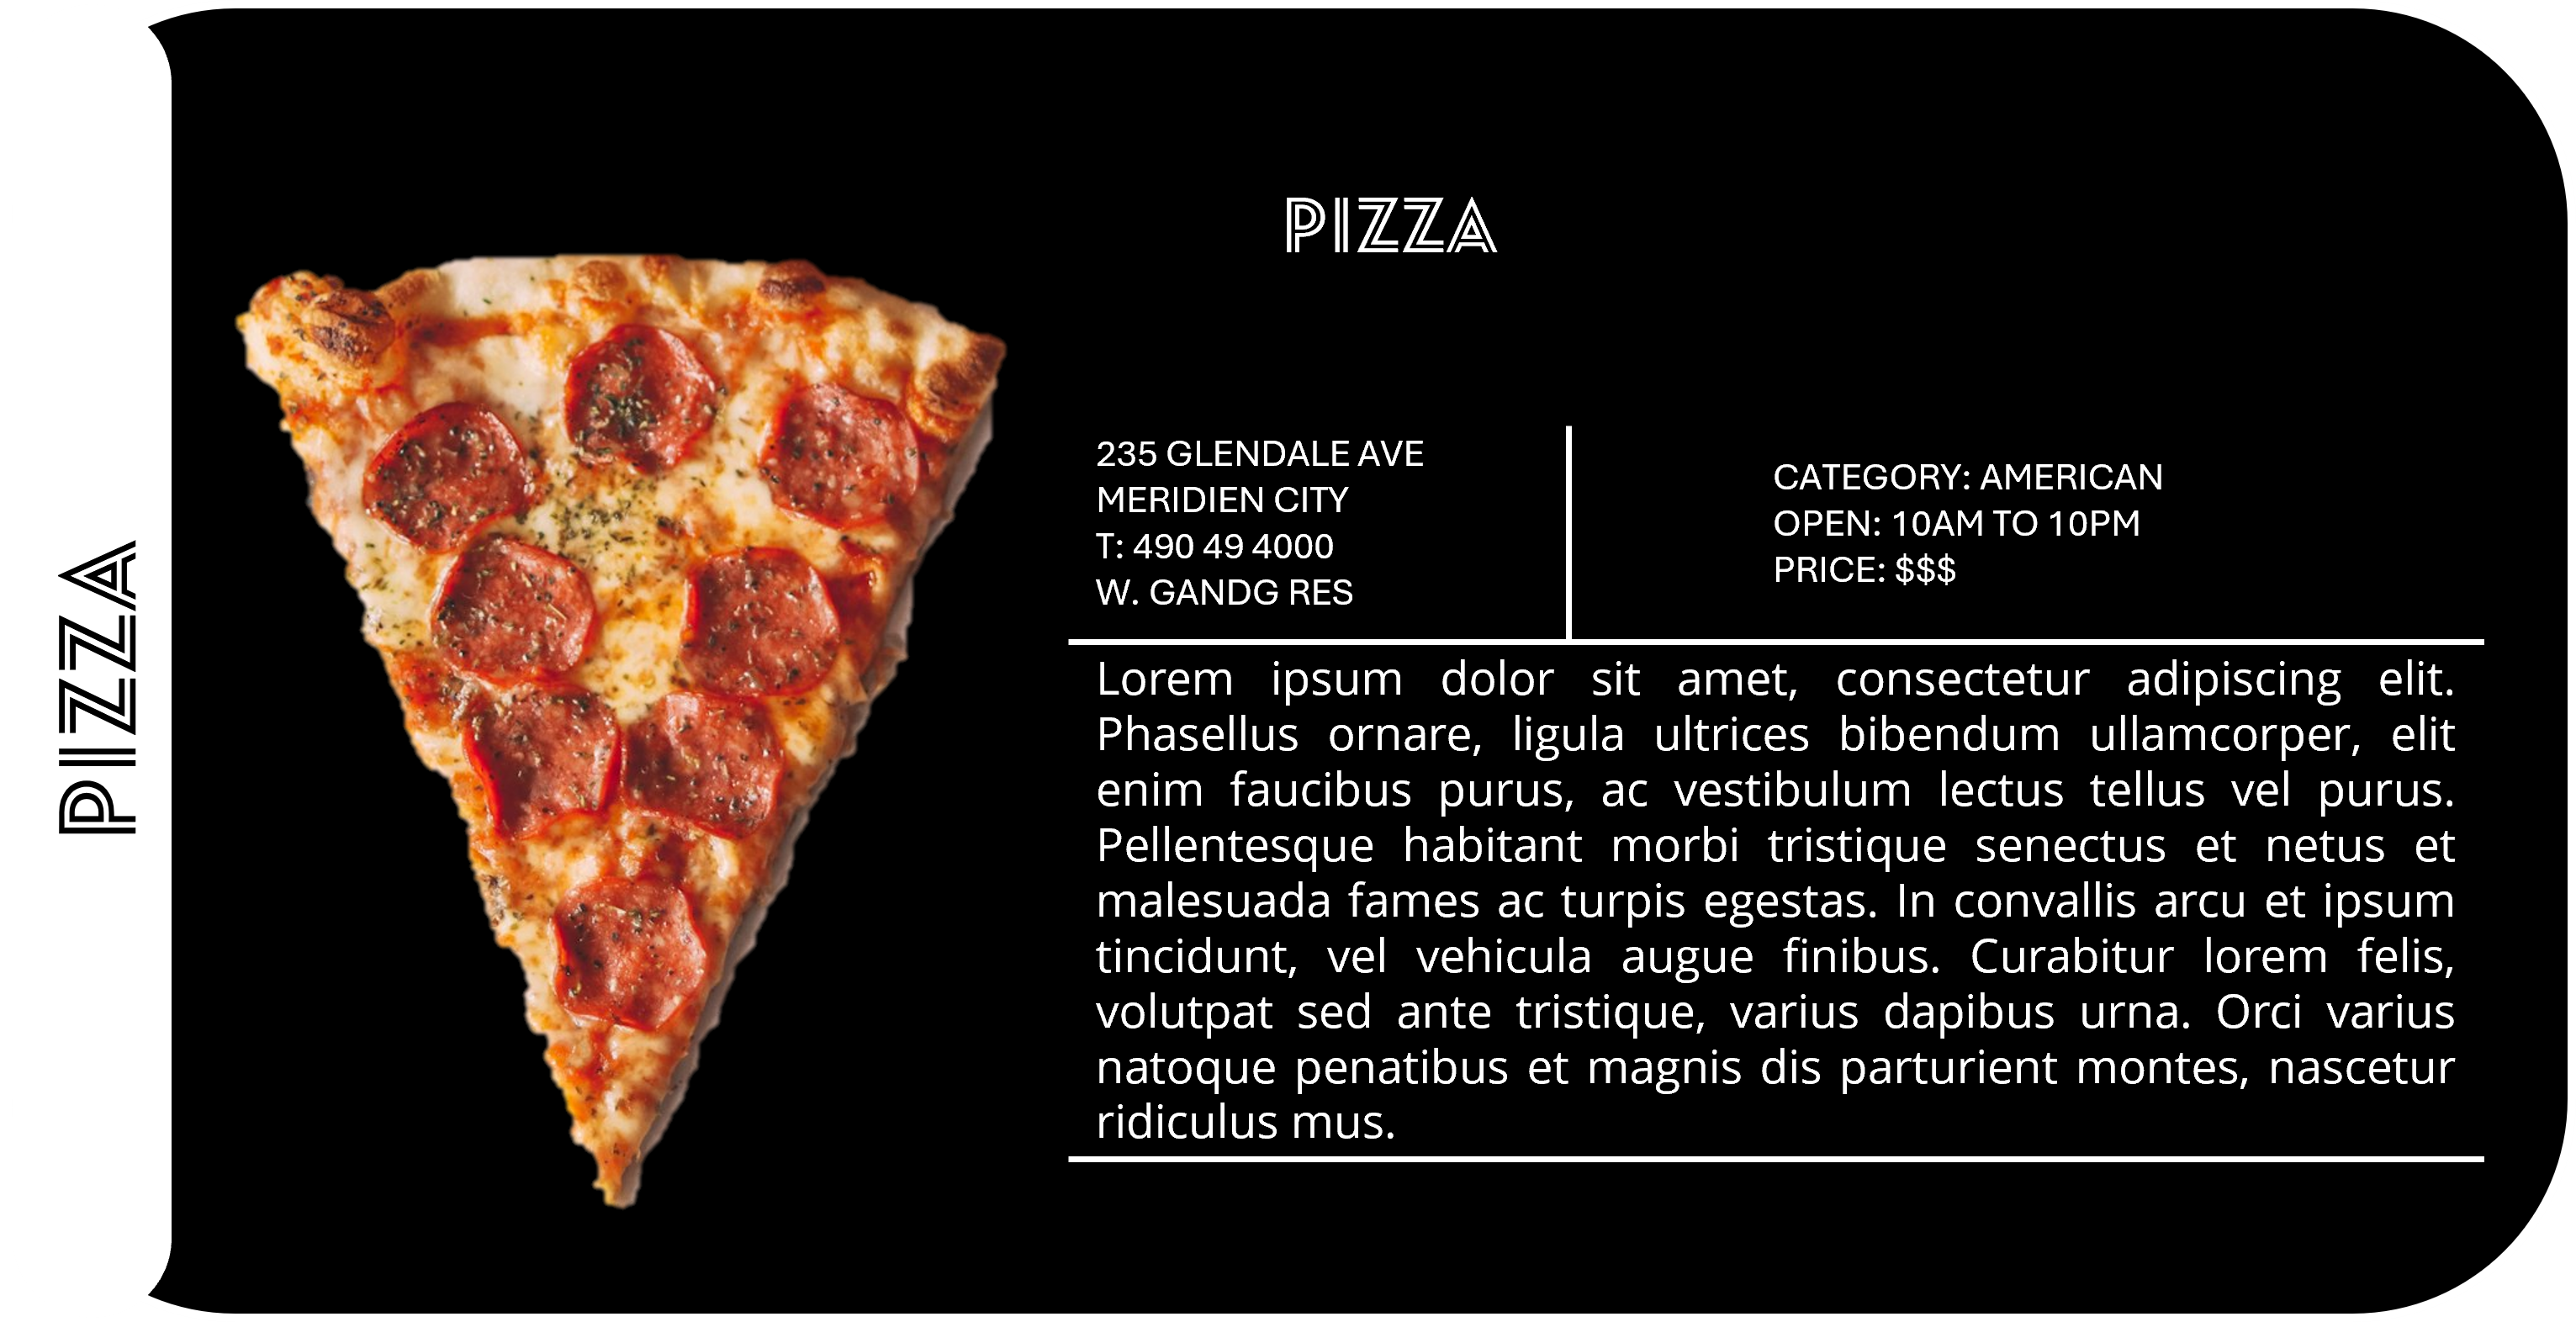 PIZZA
PIZZA
235 GLENDALE AVE
MERIDIEN CITY
T: 490 49 4000
W. GANDG RES
CATEGORY: AMERICAN
OPEN: 10AM TO 10PM
PRICE: $$$
Lorem ipsum dolor sit amet, consectetur adipiscing elit.
Phasellus ornare, ligula ultrices bibendum ullamcorper, elit
enim faucibus purus, ac vestibulum lectus tellus vel purus.
Pellentesque habitant morbi tristique senectus et netus et
malesuada fames ac turpis egestas. In convallis arcu et ipsum
tincidunt, vel vehicula augue finibus. Curabitur lorem felis,
volutpat sed ante tristique, varius dapibus urna. Orci varius
natoque penatibus et magnis dis parturient montes, nascetur
ridiculus mus.